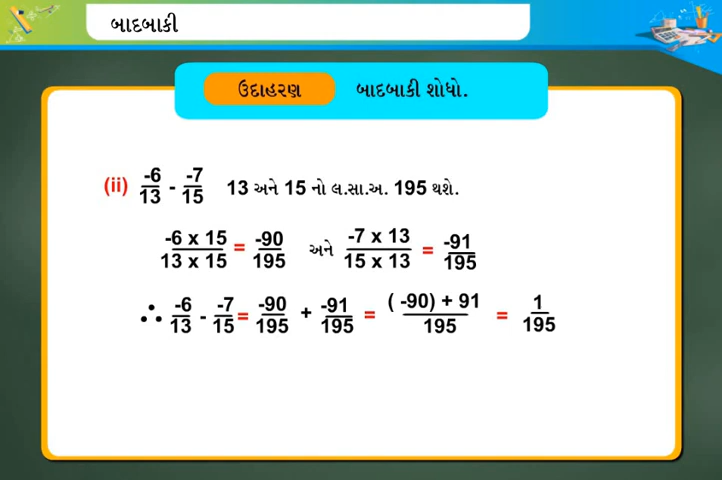 બાદબાકી
ઉદાહરણ બાદબાકી શોધો.
(ii) -6/13 - -7/15 13 અને 15 નો લ.સા.અ. 195 થશે.
-6 x 15/13 x 15 = -90/195 અને -7 x 13/15 x 13 = -91/195
∴ -6/13 - -7/15 = -90/195 + -91/195 = ( -90) + 91/195 = 1/195